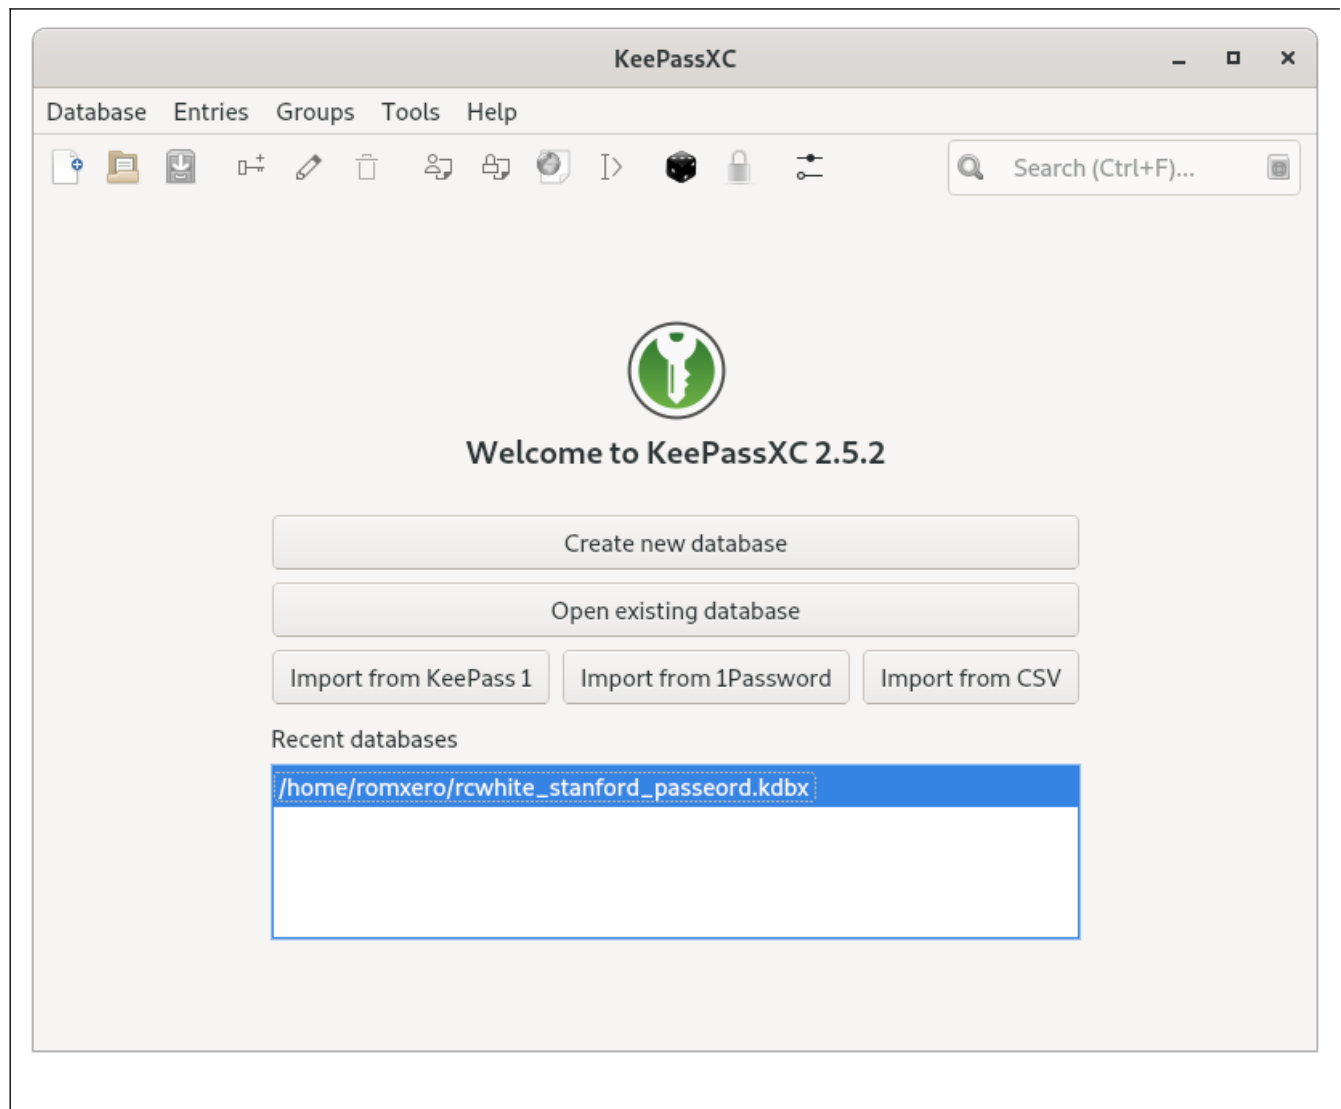 KeePassXC
Database Entries Groups Tools Help
Search (Ctrl+F)...
Welcome to KeePassXC 2.5.2
Create new database
Open existing database
Import from KeePass 1 Import from 1Password Import from CSV
Recent databases
/home/romxero/rcwhite_stanford_passeord.kdbx